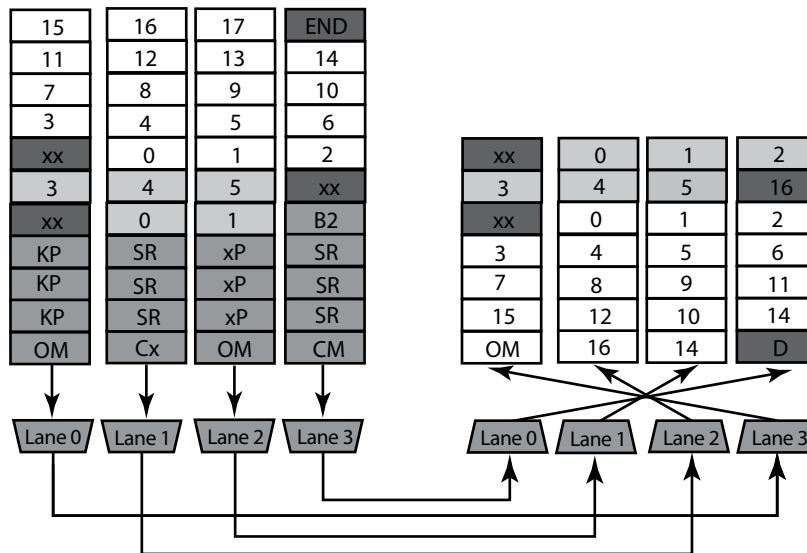 15 16 17 END
11 12 13 14
7 8 9 10
3 4 5 6
xx 0 1 2
3 4 5 xx
xx 0 1 B2
KP SR xP SR
KP SR xP SR
KP SR xP SR
OM Cx OM CM
Lane 0 Lane 1 Lane 2 Lane 3
xx 0 1 2
3 4 5 16
xx 0 1 2
3 4 5 6
7 8 9 11
15 12 10 14
OM 16 14 D
Lane 0 Lane 1 Lane 2 Lane 3